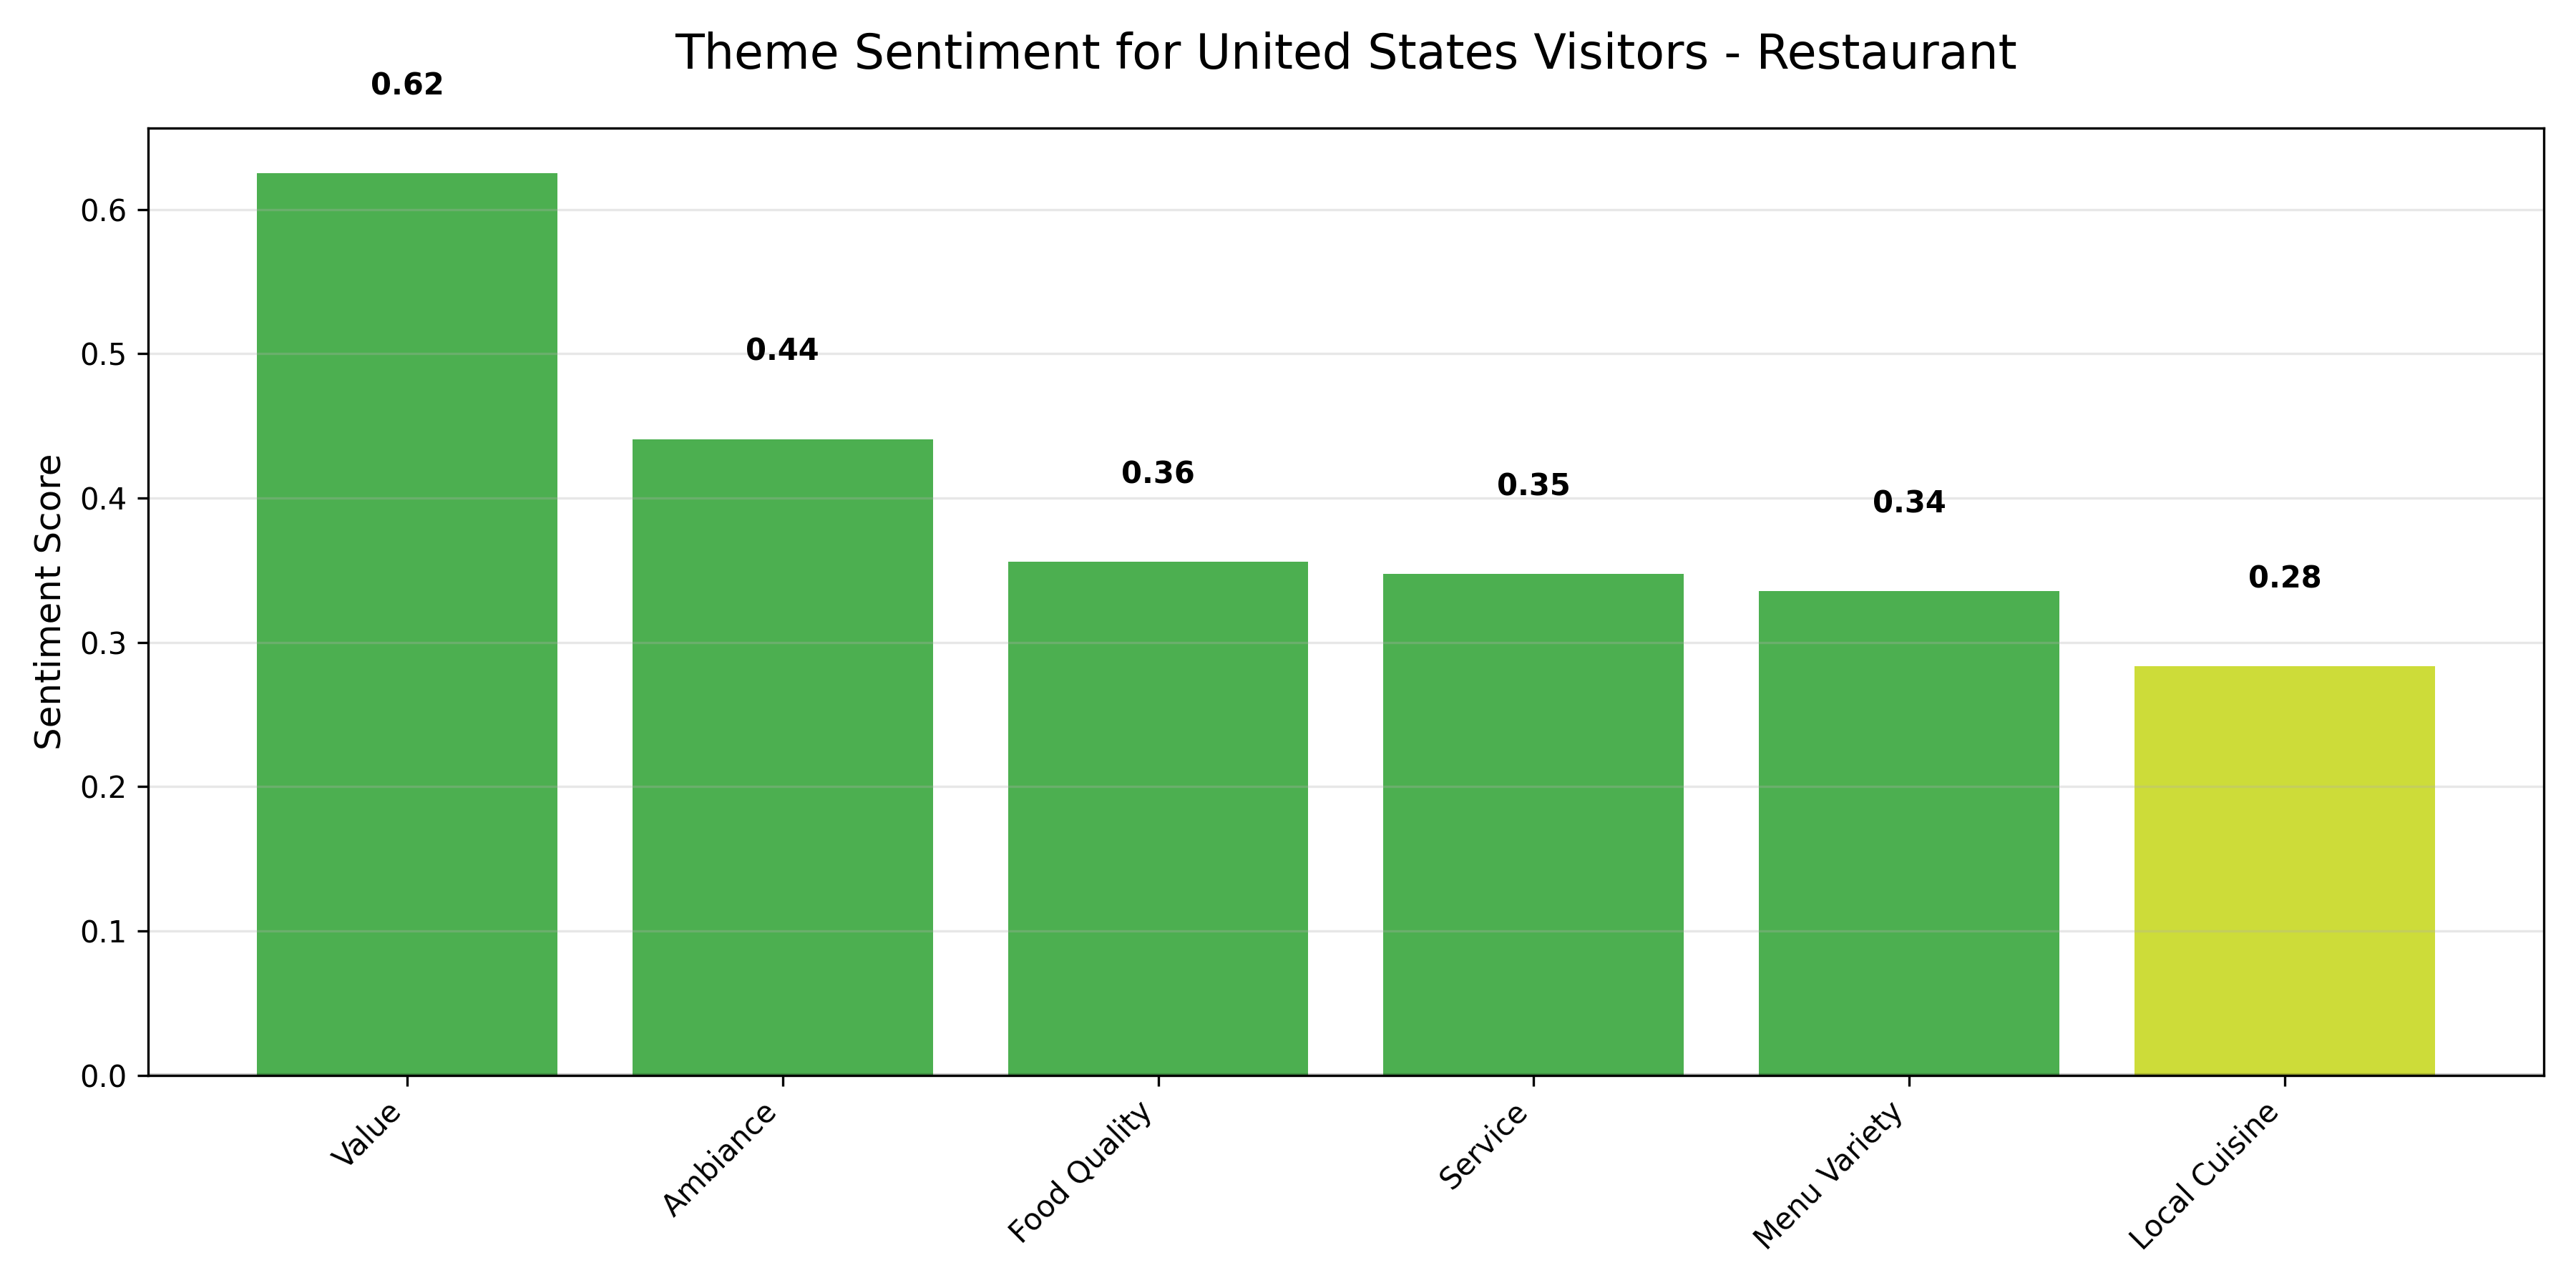 Theme Sentiment for United States Visitors - Restaurant
0.62
0.44
0.36
0.35
0.34
0.28
Sentiment Score
0.6
0.5
0.4
0.3
0.2
0.1
0.0
Value
Ambiance
Food Quality
Service
Menu Variety
Local Cuisine